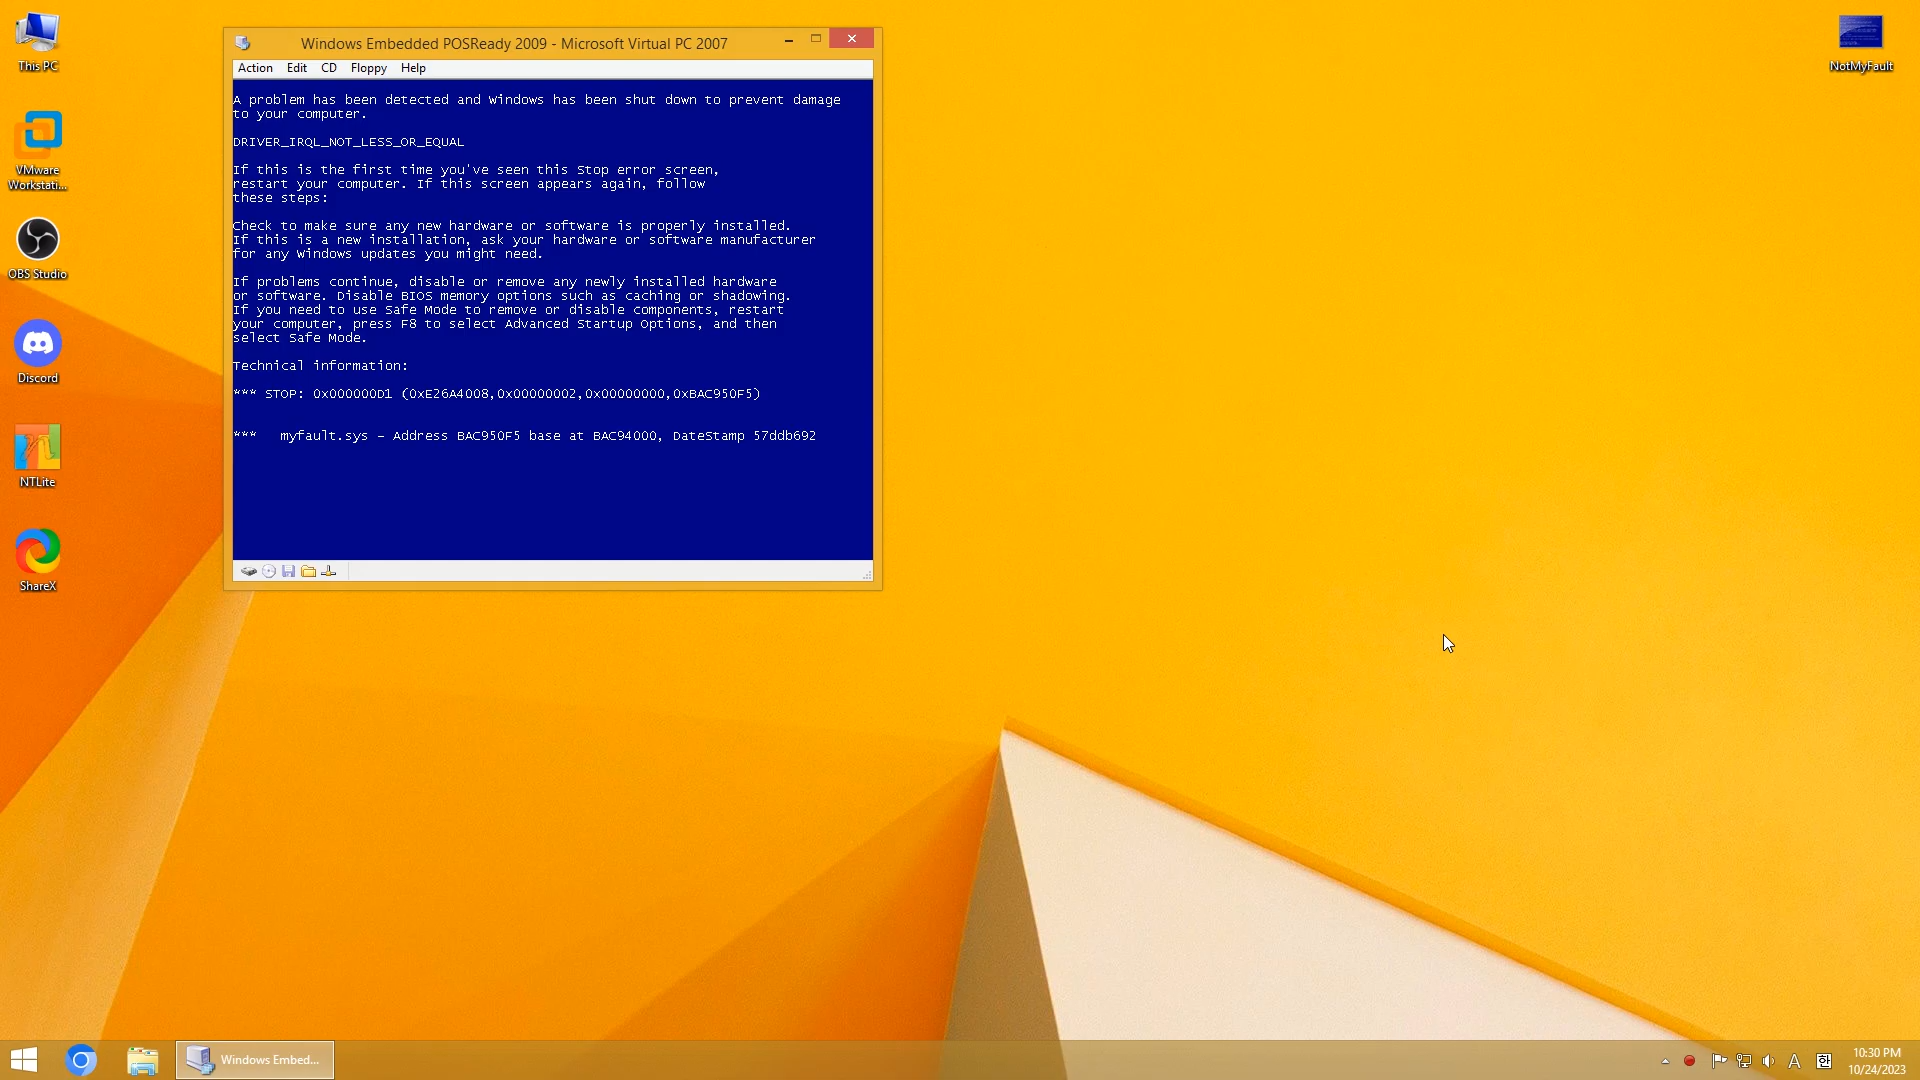 This PC
VMware
Workstati...
OBS Studio
Discord
NTLite
ShareX
Windows Embedded POSReady 2009 - Microsoft Virtual PC 2007
Action Edit CD Floppy Help
A problem has been detected and Windows has been shut down to prevent damage
to your computer.
DRIVER_IRQL_NOT_LESS_OR_EQUAL
If this is the first time you've seen this Stop error screen,
restart your computer. If this screen appears again, follow
these steps:
Check to make sure any new hardware or software is properly installed.
If this is a new installation, ask your hardware or software manufacturer
for any Windows updates you might need.
If problems continue, disable or remove any newly installed hardware
or software. Disable BIOS memory options such as caching or shadowing.
If you need to use Safe Mode to remove or disable components, restart
your computer, press F8 to select Advanced Startup Options, and then
select Safe Mode.
Technical information:
*** STOP: 0x000000D1 (0xE26A4008,0x00000002,0x00000000,0xBAC950F5)
*** myfault.sys - Address BAC950F5 base at BAC94000, DateStamp 57ddb692
NotMyFault
Windows Embed...
A 한
10:30 PM
10/24/2023